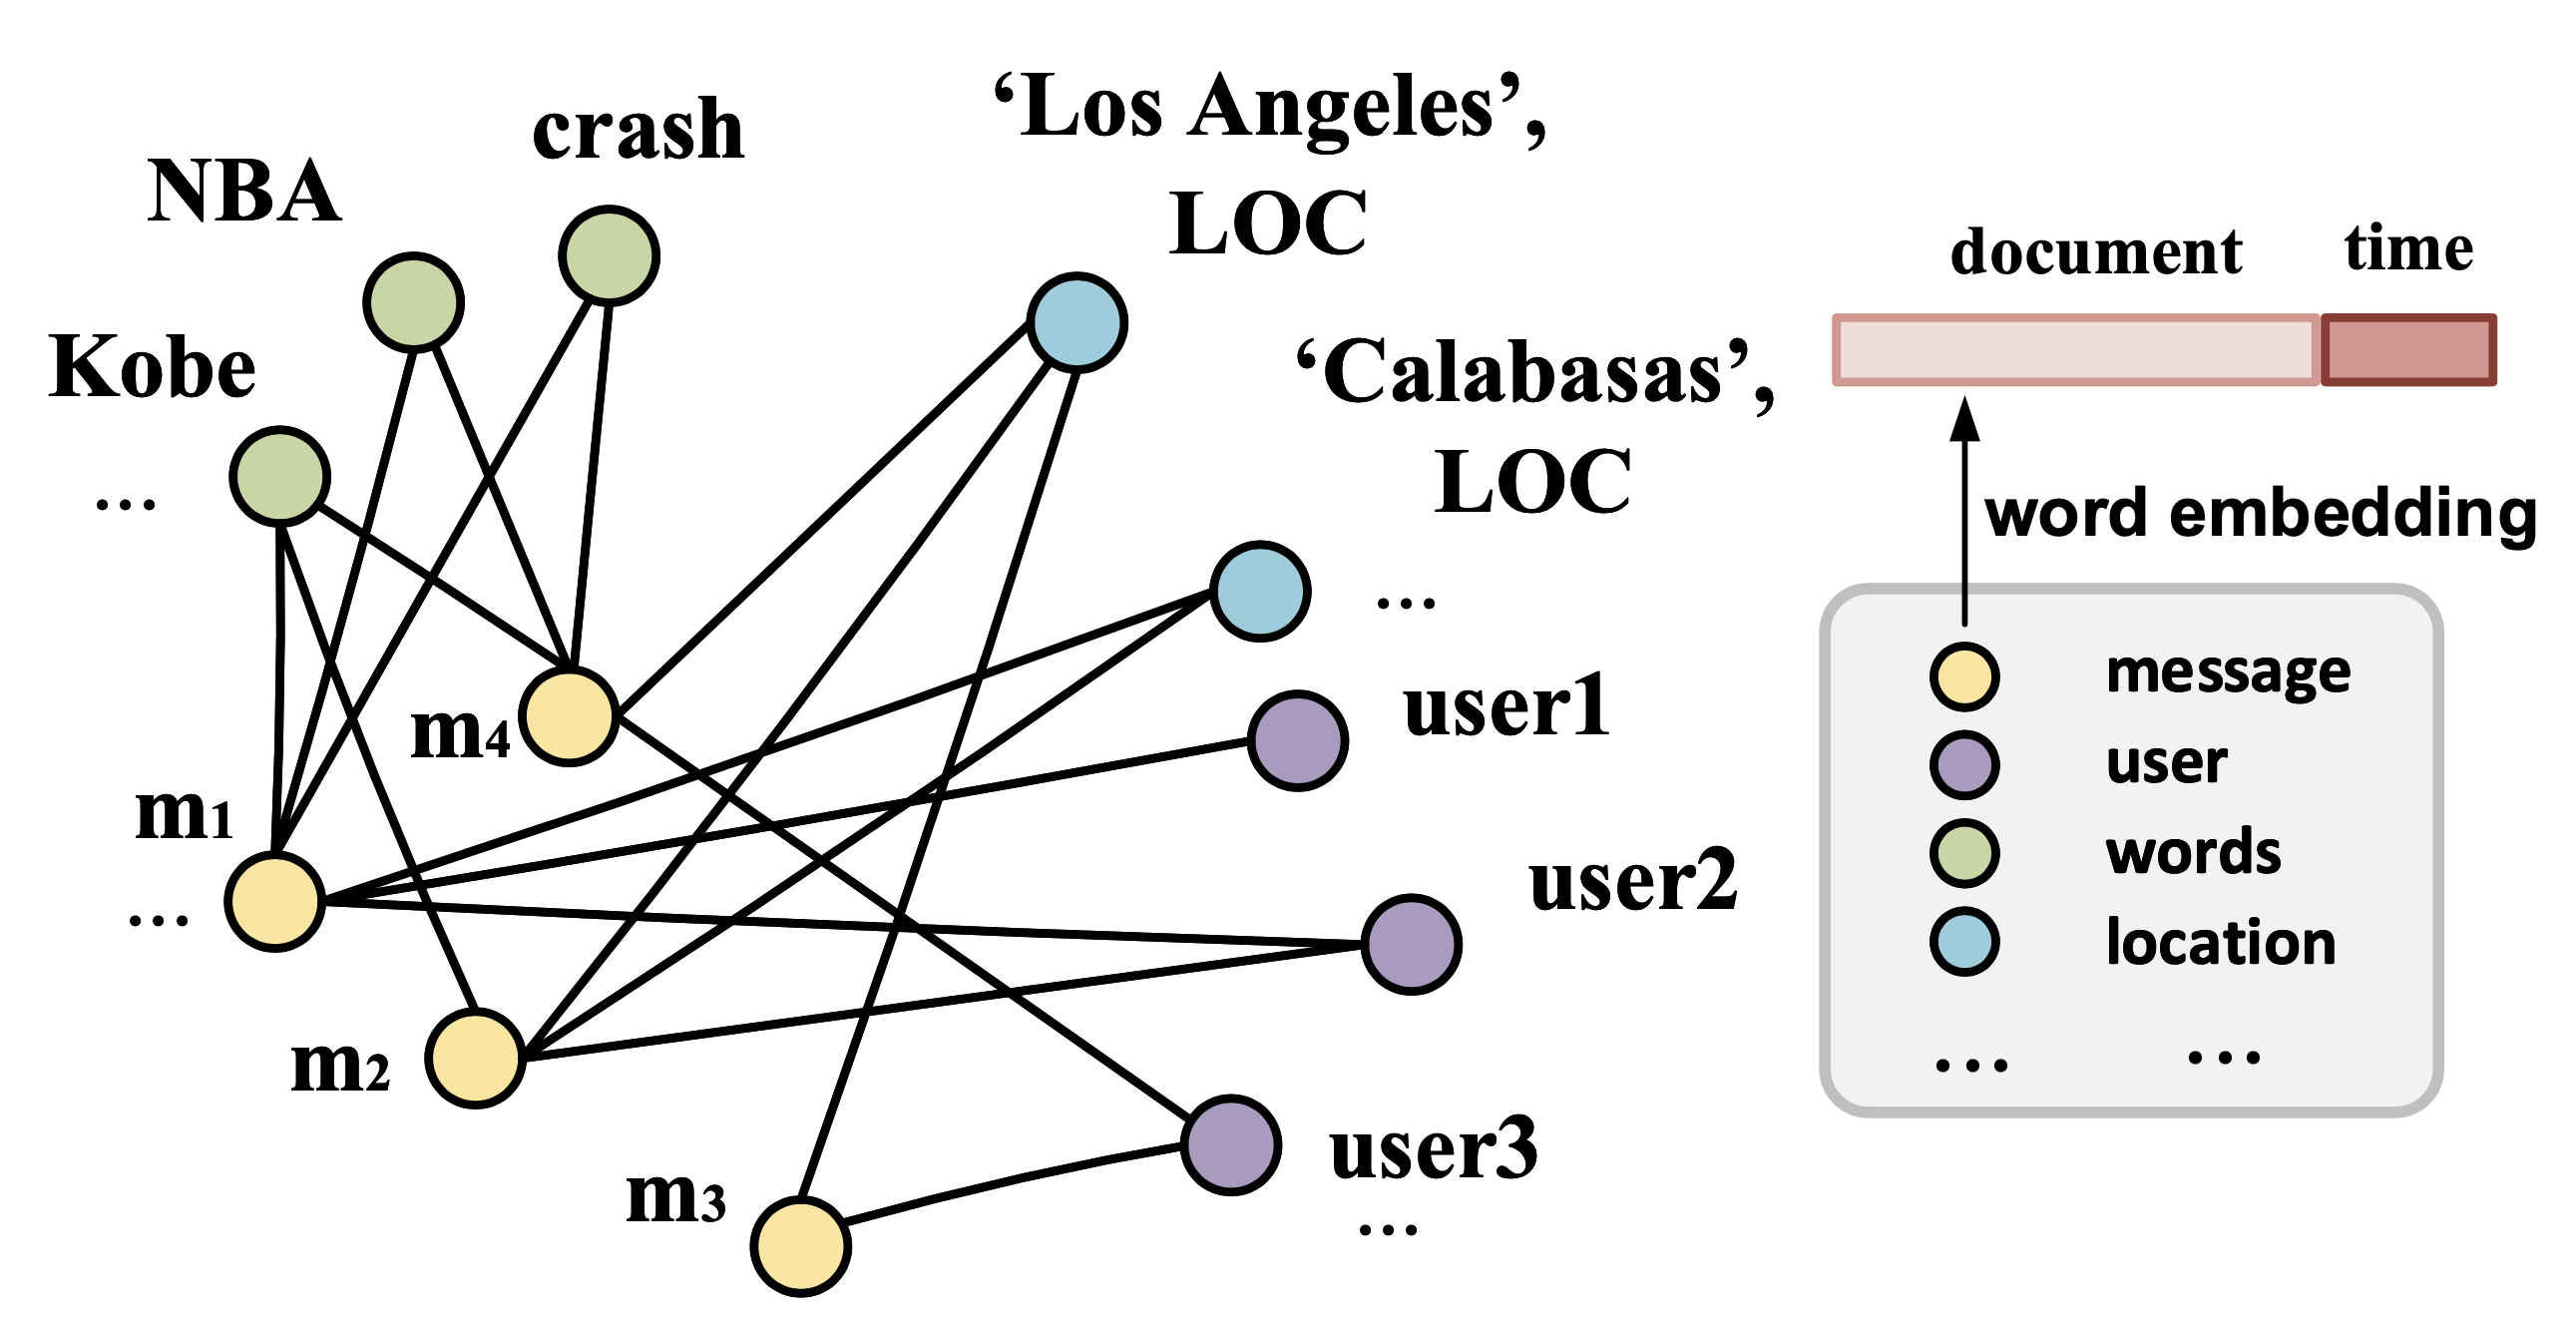 crash
‘Los Angeles’,
LOC
NBA
Kobe
...
‘Calabasas’,
LOC
...
m4
m1
...
m2
m3
user1
user2
user3
...
document
time
word embedding
message
user
words
location
... ...